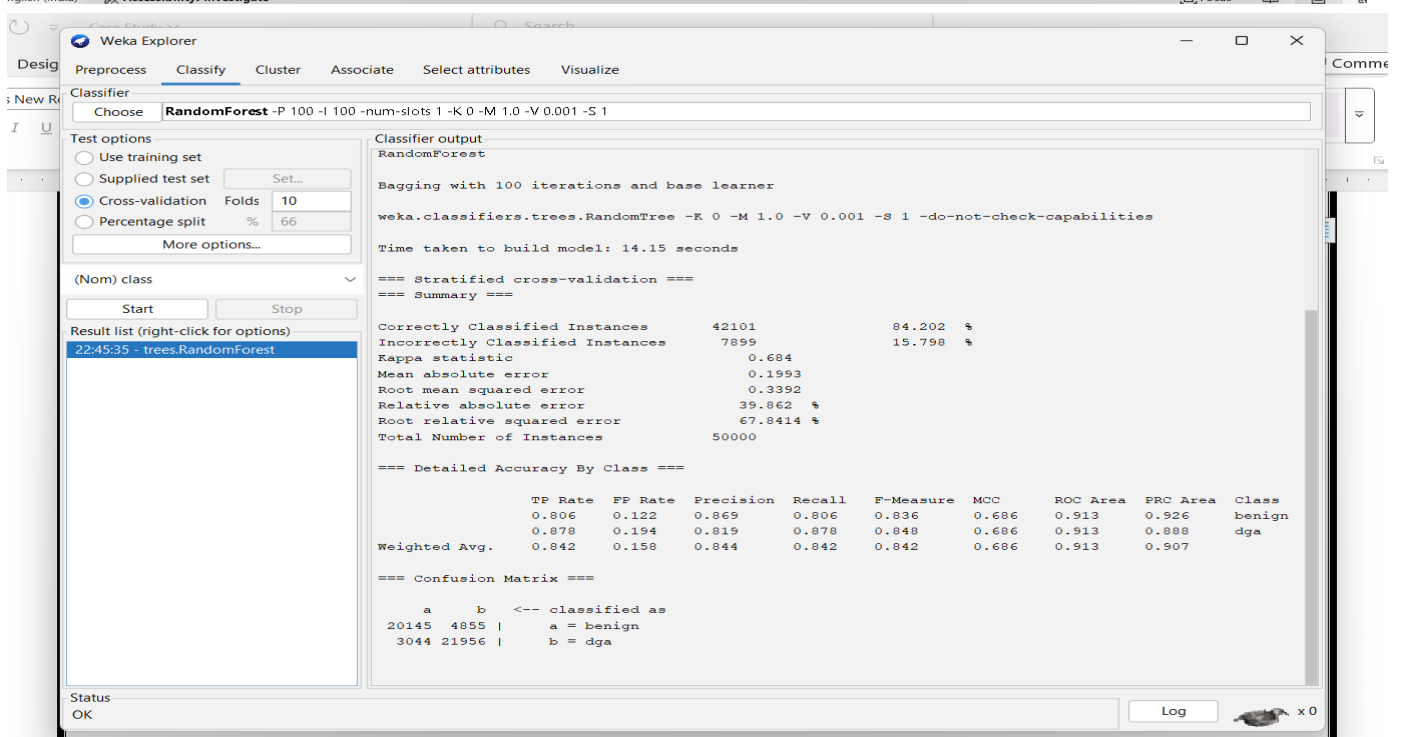 Search
Weka Explorer
Desig
Comme
Preprocess Classify Cluster Associate Select attributes Visualize
Classifier
s New Ro
Choose RandomForest -P 100 -I 100 -num-slots 1 -K 0 -M 1.0 -V 0.001 -S 1
I U
Test options
Use training set
Supplied test set Set...
Cross-validation Folds 10
Percentage split % 66
More options...
(Nom) class
Start Stop
Result list (right-click for options)
22:45:35 - trees.RandomForest
Classifier output
RandomForest
Bagging with 100 iterations and base learner
weka.classifiers.trees.RandomTree -K 0 -M 1.0 -V 0.001 -S 1 -do-not-check-capabilities
Time taken to build model: 14.15 seconds
=== Stratified cross-validation ===
=== Summary ===
Correctly Classified Instances 42101 84.202 %
Incorrectly Classified Instances 7899 15.798 %
Kappa statistic 0.684
Mean absolute error 0.1993
Root mean squared error 0.3392
Relative absolute error 39.862 %
Root relative squared error 67.8414 %
Total Number of Instances 50000
=== Detailed Accuracy By Class ===
TP Rate FP Rate Precision Recall F-Measure MCC ROC Area PRC Area Class
0.806 0.122 0.869 0.806 0.836 0.686 0.913 0.926 benign
0.878 0.194 0.819 0.878 0.848 0.686 0.913 0.888 dga
Weighted Avg. 0.842 0.158 0.844 0.842 0.842 0.686 0.913 0.907
=== Confusion Matrix ===
a b <-- classified as
20145 4855 | a = benign
3044 21956 | b = dga
Status
OK
Log x 0